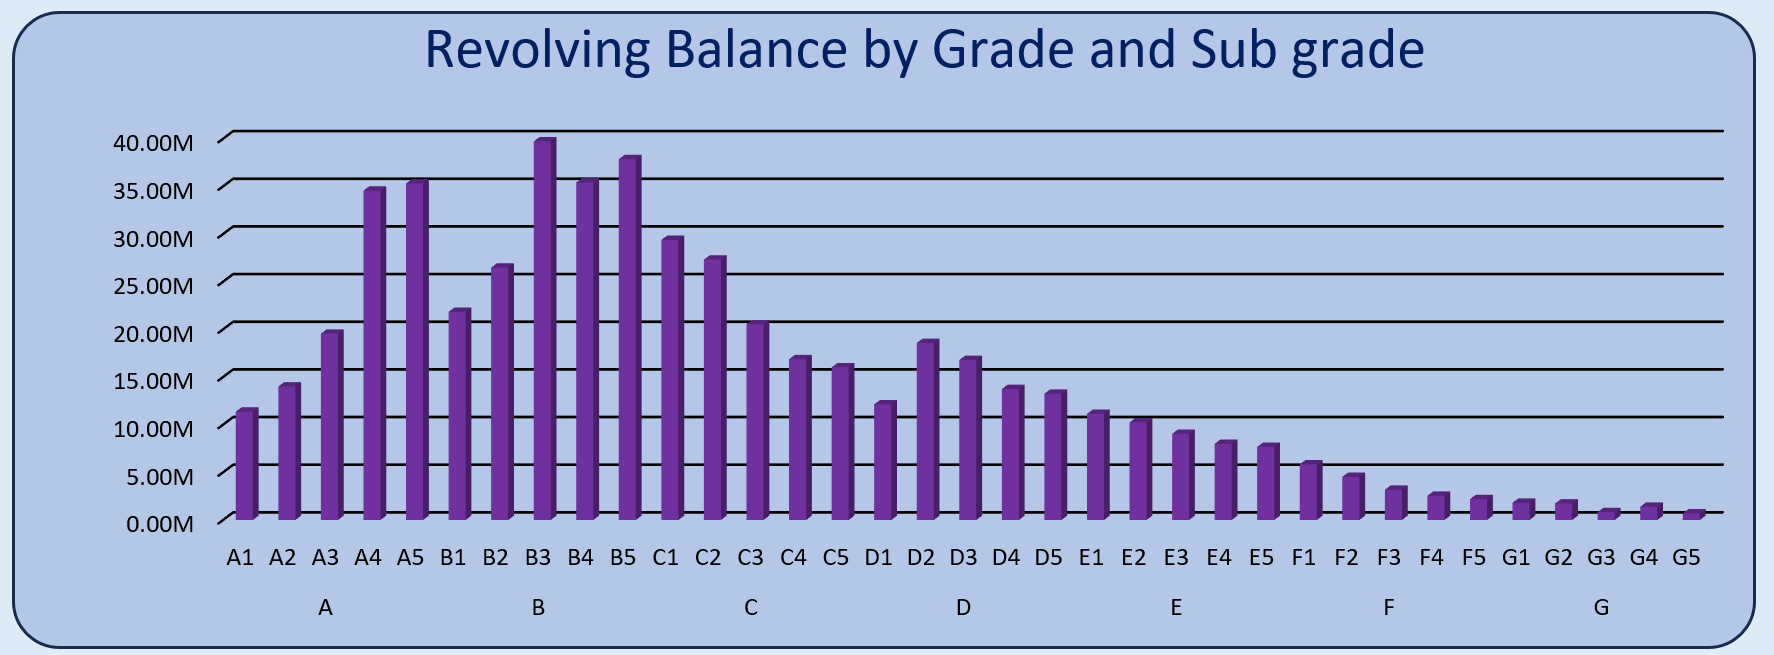 Revolving Balance by Grade and Sub grade
40.00M
35.00M
30.00M
25.00M
20.00M
15.00M
10.00M
5.00M
0.00M
A1 A2 A3 A4 A5 B1 B2 B3 B4 B5 C1 C2 C3 C4 C5 D1 D2 D3 D4 D5 E1 E2 E3 E4 E5 F1 F2 F3 F4 F5 G1 G2 G3 G4 G5
A B C D E F G